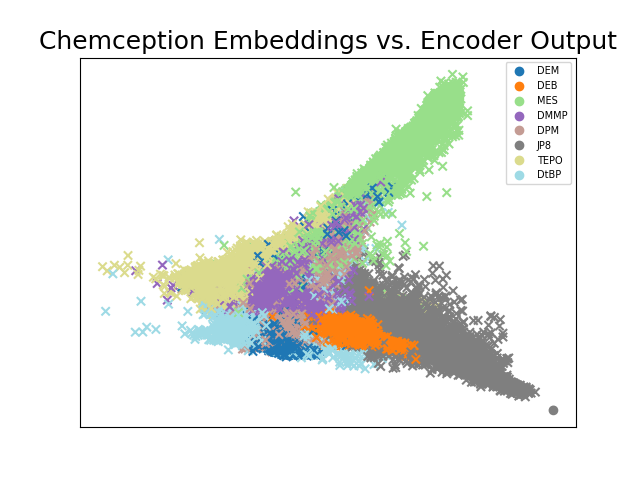 Chemception Embeddings vs. Encoder Output
DEM
DEB
MES
DMMP
DPM
JP8
TEPO
DtBP